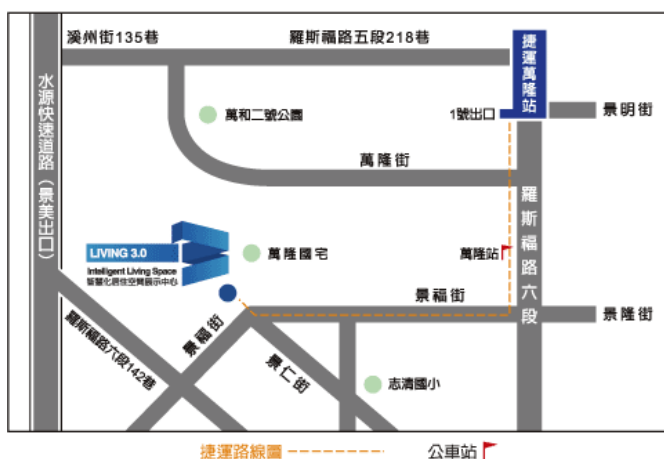 溪州街135巷
羅斯福路五段218巷
捷運萬隆站
水源快速道路（景美出口）
萬和二號公園
1號出口
景明街
萬隆街
羅斯福路六段
LIVING 3.0
Intelligent Living Space
智慧化居住空間展示中心
萬隆國宅
萬隆站
景福街
景隆街
羅斯福路六段142巷
景福街
景仁街
志清國小
捷運路線圖
公車站